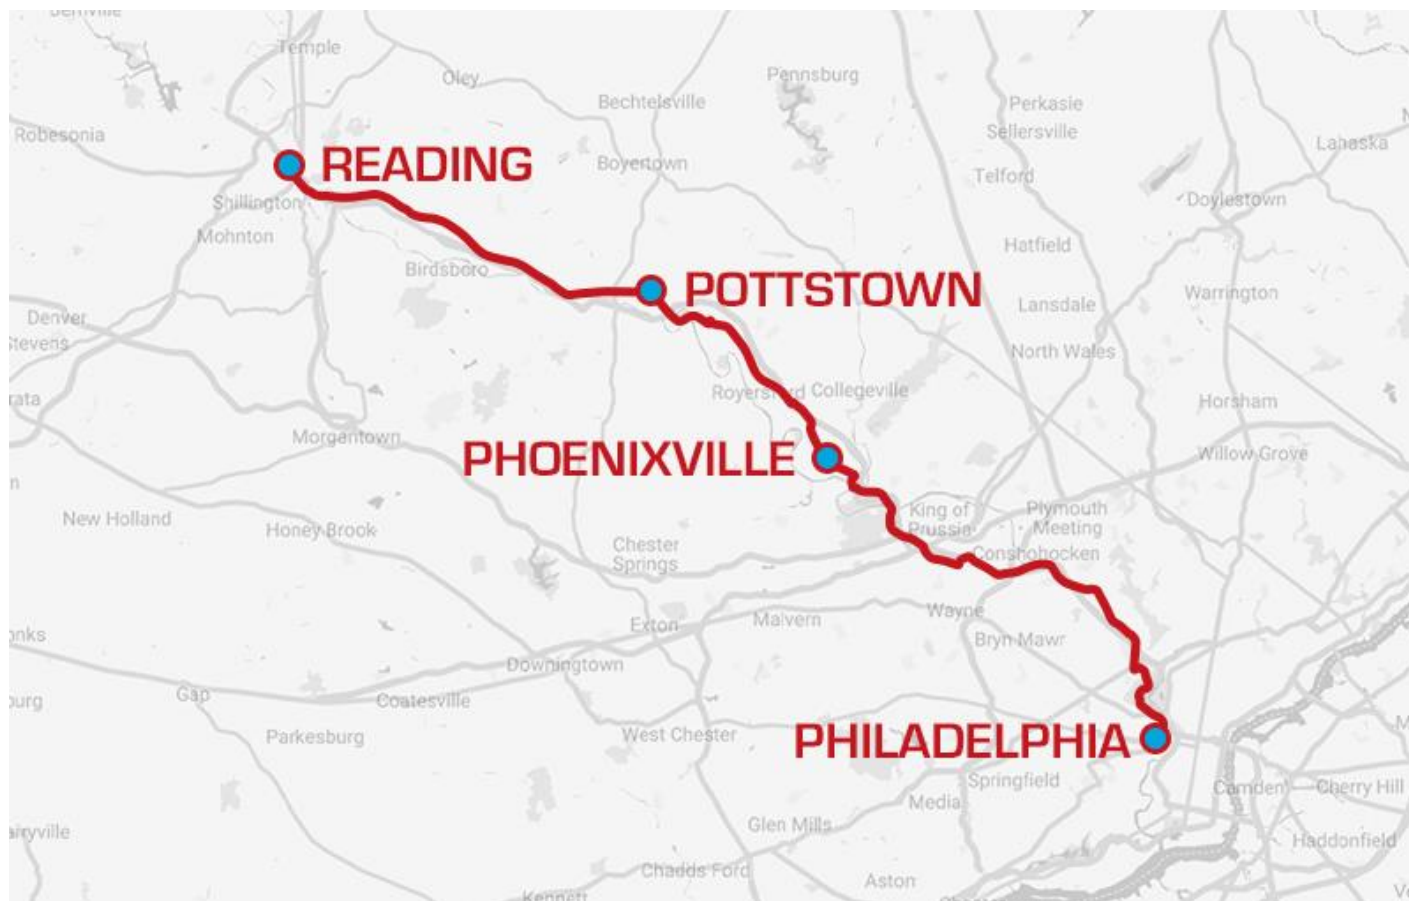 Temple
Oley
Pennsburg
Bechtelsville
Perkasie
Robesonia
Sellersville
Lahaska
READING
Boyertown
Telford
Shillington
Doylestown
Mohnton
Hatfield
Birdsboro
POTTSTOWN
Warrington
Denver
Lansdale
Stevens
North Wales
Royersford
Collegeville
Horsham
Morgantown
PHOENIXVILLE
Willow Grove
New Holland
Honey Brook
King of
Prussia
Plymouth
Meeting
Chester
Springs
Conshohocken
Wayne
Exton
Malvern
Bryn Mawr
Downingtown
Gap
Coatesville
Parkesburg
West Chester
PHILADELPHIA
Springfield
Camden
Cherry Hill
Media
Glen Mills
Haddonfield
Chadds Ford
Aston